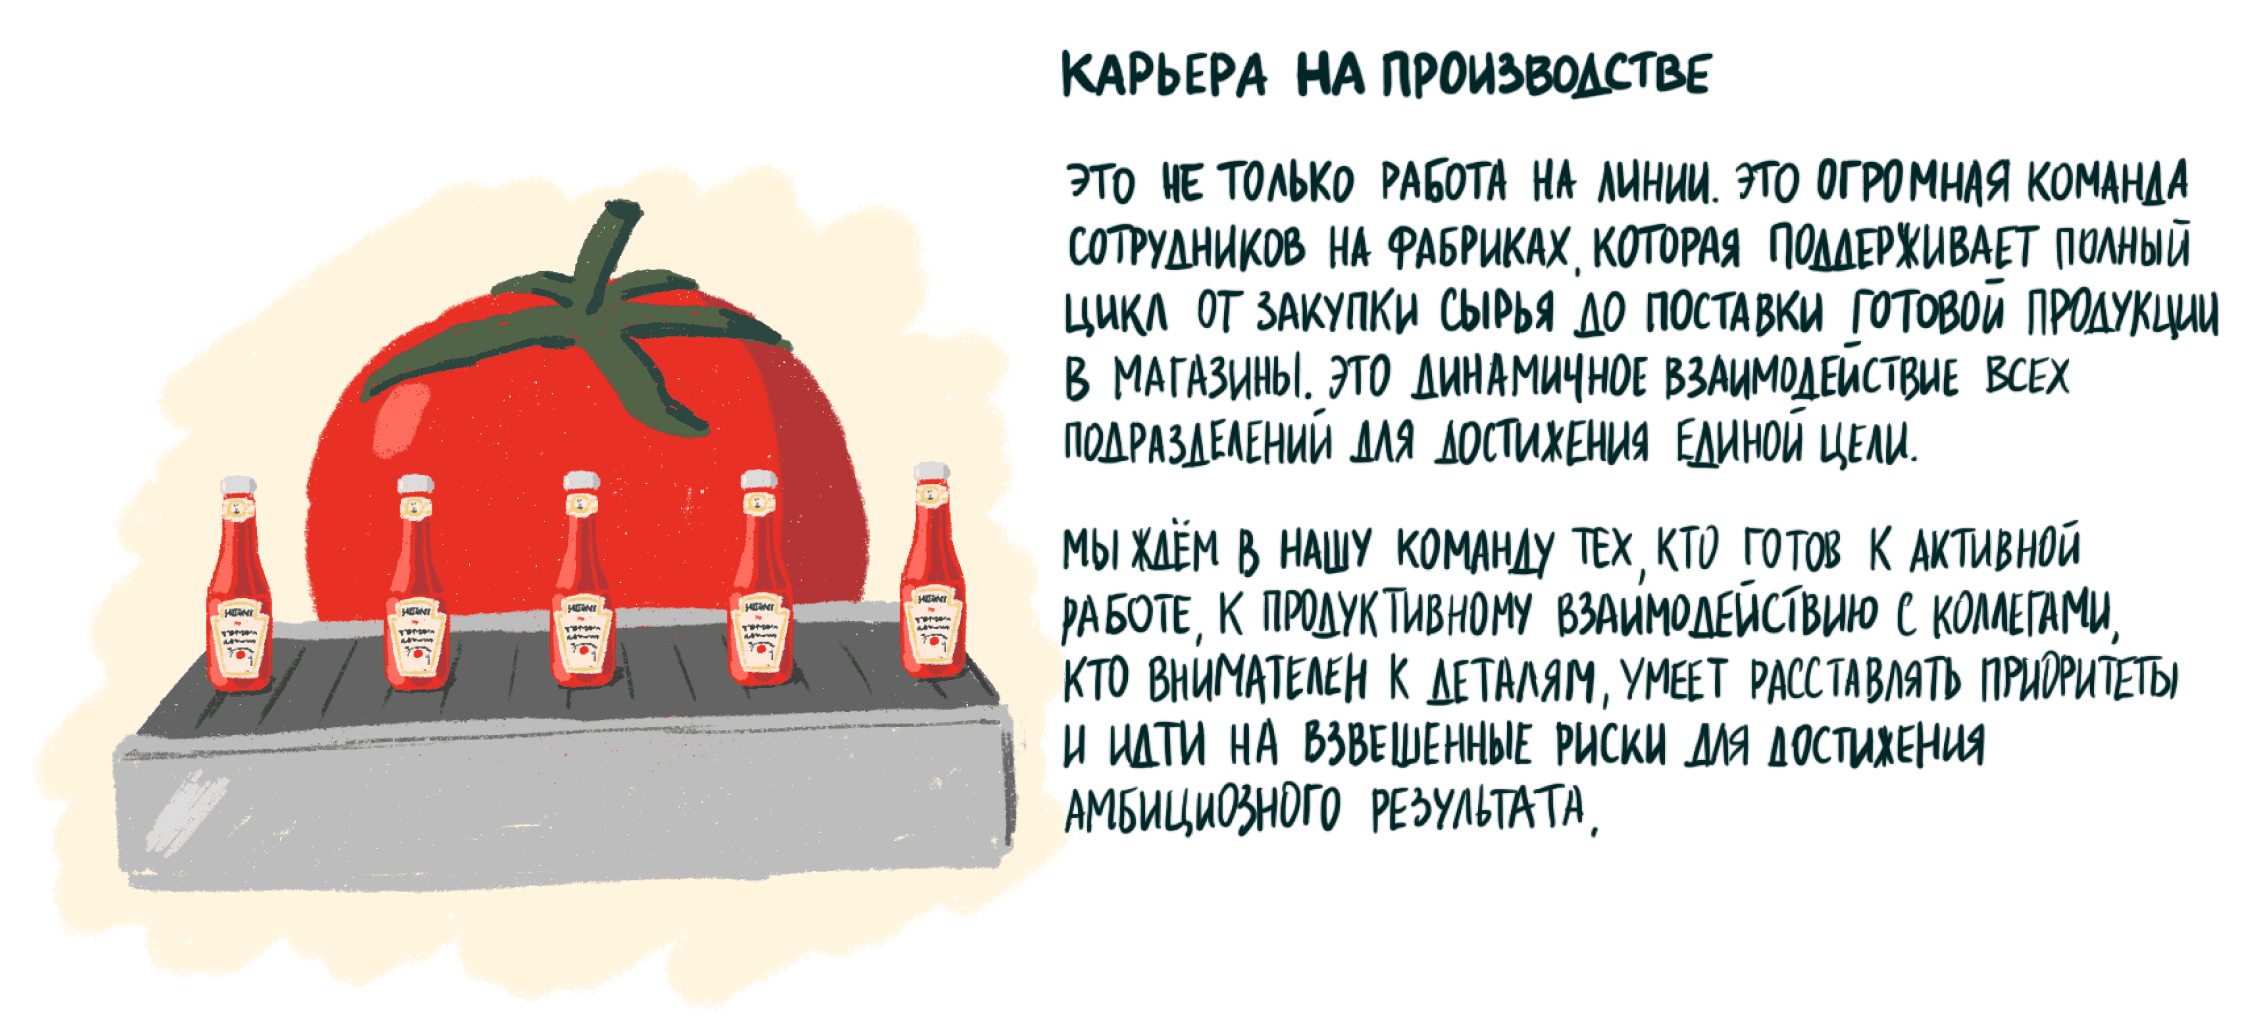 КАРЬЕРА НА ПРОИЗВОДСТВЕ
ЭТО НЕ ТОЛЬКО РАБОТА НА ЛИНИИ. ЭТО ОГРОМНАЯ КОМАНДА
СОТРУДНИКОВ НА ФАБРИКАХ, КОТОРАЯ ПОДДЕРЖИВАЕТ ПОЛНЫЙ
ЦИКЛ ОТ ЗАКУПКИ СЫРЬЯ ДО ПОСТАВКИ ГОТОВОЙ ПРОДУКЦИИ
В МАГАЗИНЫ. ЭТО ДИНАМИЧНОЕ ВЗАИМОДЕЙСТВИЕ ВСЕХ
ПОДРАЗДЕЛЕНИЙ ДЛЯ ДОСТИЖЕНИЯ ЕДИНОЙ ЦЕЛИ.
МЫ ЖДЁМ В НАШУ КОМАНДУ ТЕХ, КТО ГОТОВ К АКТИВНОЙ
РАБОТЕ, К ПРОДУКТИВНОМУ ВЗАИМОДЕЙСТВИЮ С КОЛЛЕГАМИ,
КТО ВНИМАТЕЛЕН К ДЕТАЛЯМ, УМЕЕТ РАССТАВЛЯТЬ ПРИОРИТЕТЫ
И ИДТИ НА ВЗВЕШЕННЫЕ РИСКИ ДЛЯ ДОСТИЖЕНИЯ
АМБИЦИОЗНОГО РЕЗУЛЬТАТА.